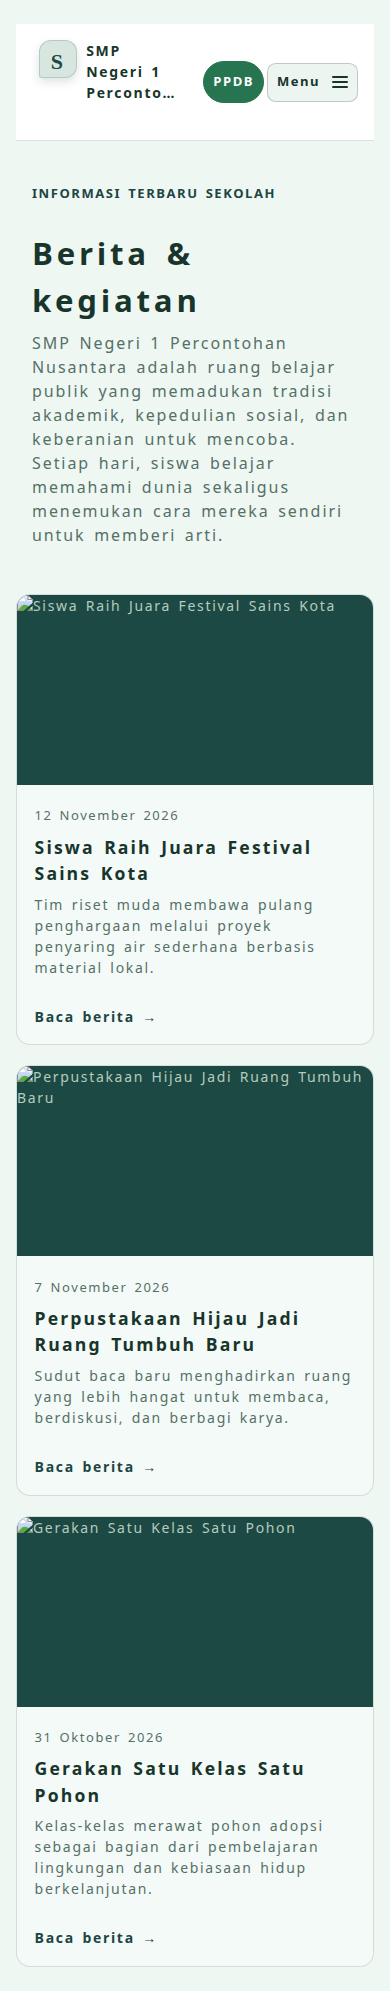 S
SMP
Negeri 1
Perconto…
PPDB
Menu
INFORMASI TERBARU SEKOLAH
Berita &
kegiatan
SMP Negeri 1 Percontohan
Nusantara adalah ruang belajar
publik yang memadukan tradisi
akademik, kepedulian sosial, dan
keberanian untuk mencoba.
Setiap hari, siswa belajar
memahami dunia sekaligus
menemukan cara mereka sendiri
untuk memberi arti.
Siswa Raih Juara Festival Sains Kota
12 November 2026
Siswa Raih Juara Festival
Sains Kota
Tim riset muda membawa pulang
penghargaan melalui proyek
penyaring air sederhana berbasis
material lokal.
Baca berita →
Perpustakaan Hijau Jadi Ruang Tumbuh
Baru
7 November 2026
Perpustakaan Hijau Jadi
Ruang Tumbuh Baru
Sudut baca baru menghadirkan ruang
yang lebih hangat untuk membaca,
berdiskusi, dan berbagi karya.
Baca berita →
Gerakan Satu Kelas Satu Pohon
31 Oktober 2026
Gerakan Satu Kelas Satu
Pohon
Kelas-kelas merawat pohon adopsi
sebagai bagian dari pembelajaran
lingkungan dan kebiasaan hidup
berkelanjutan.
Baca berita →